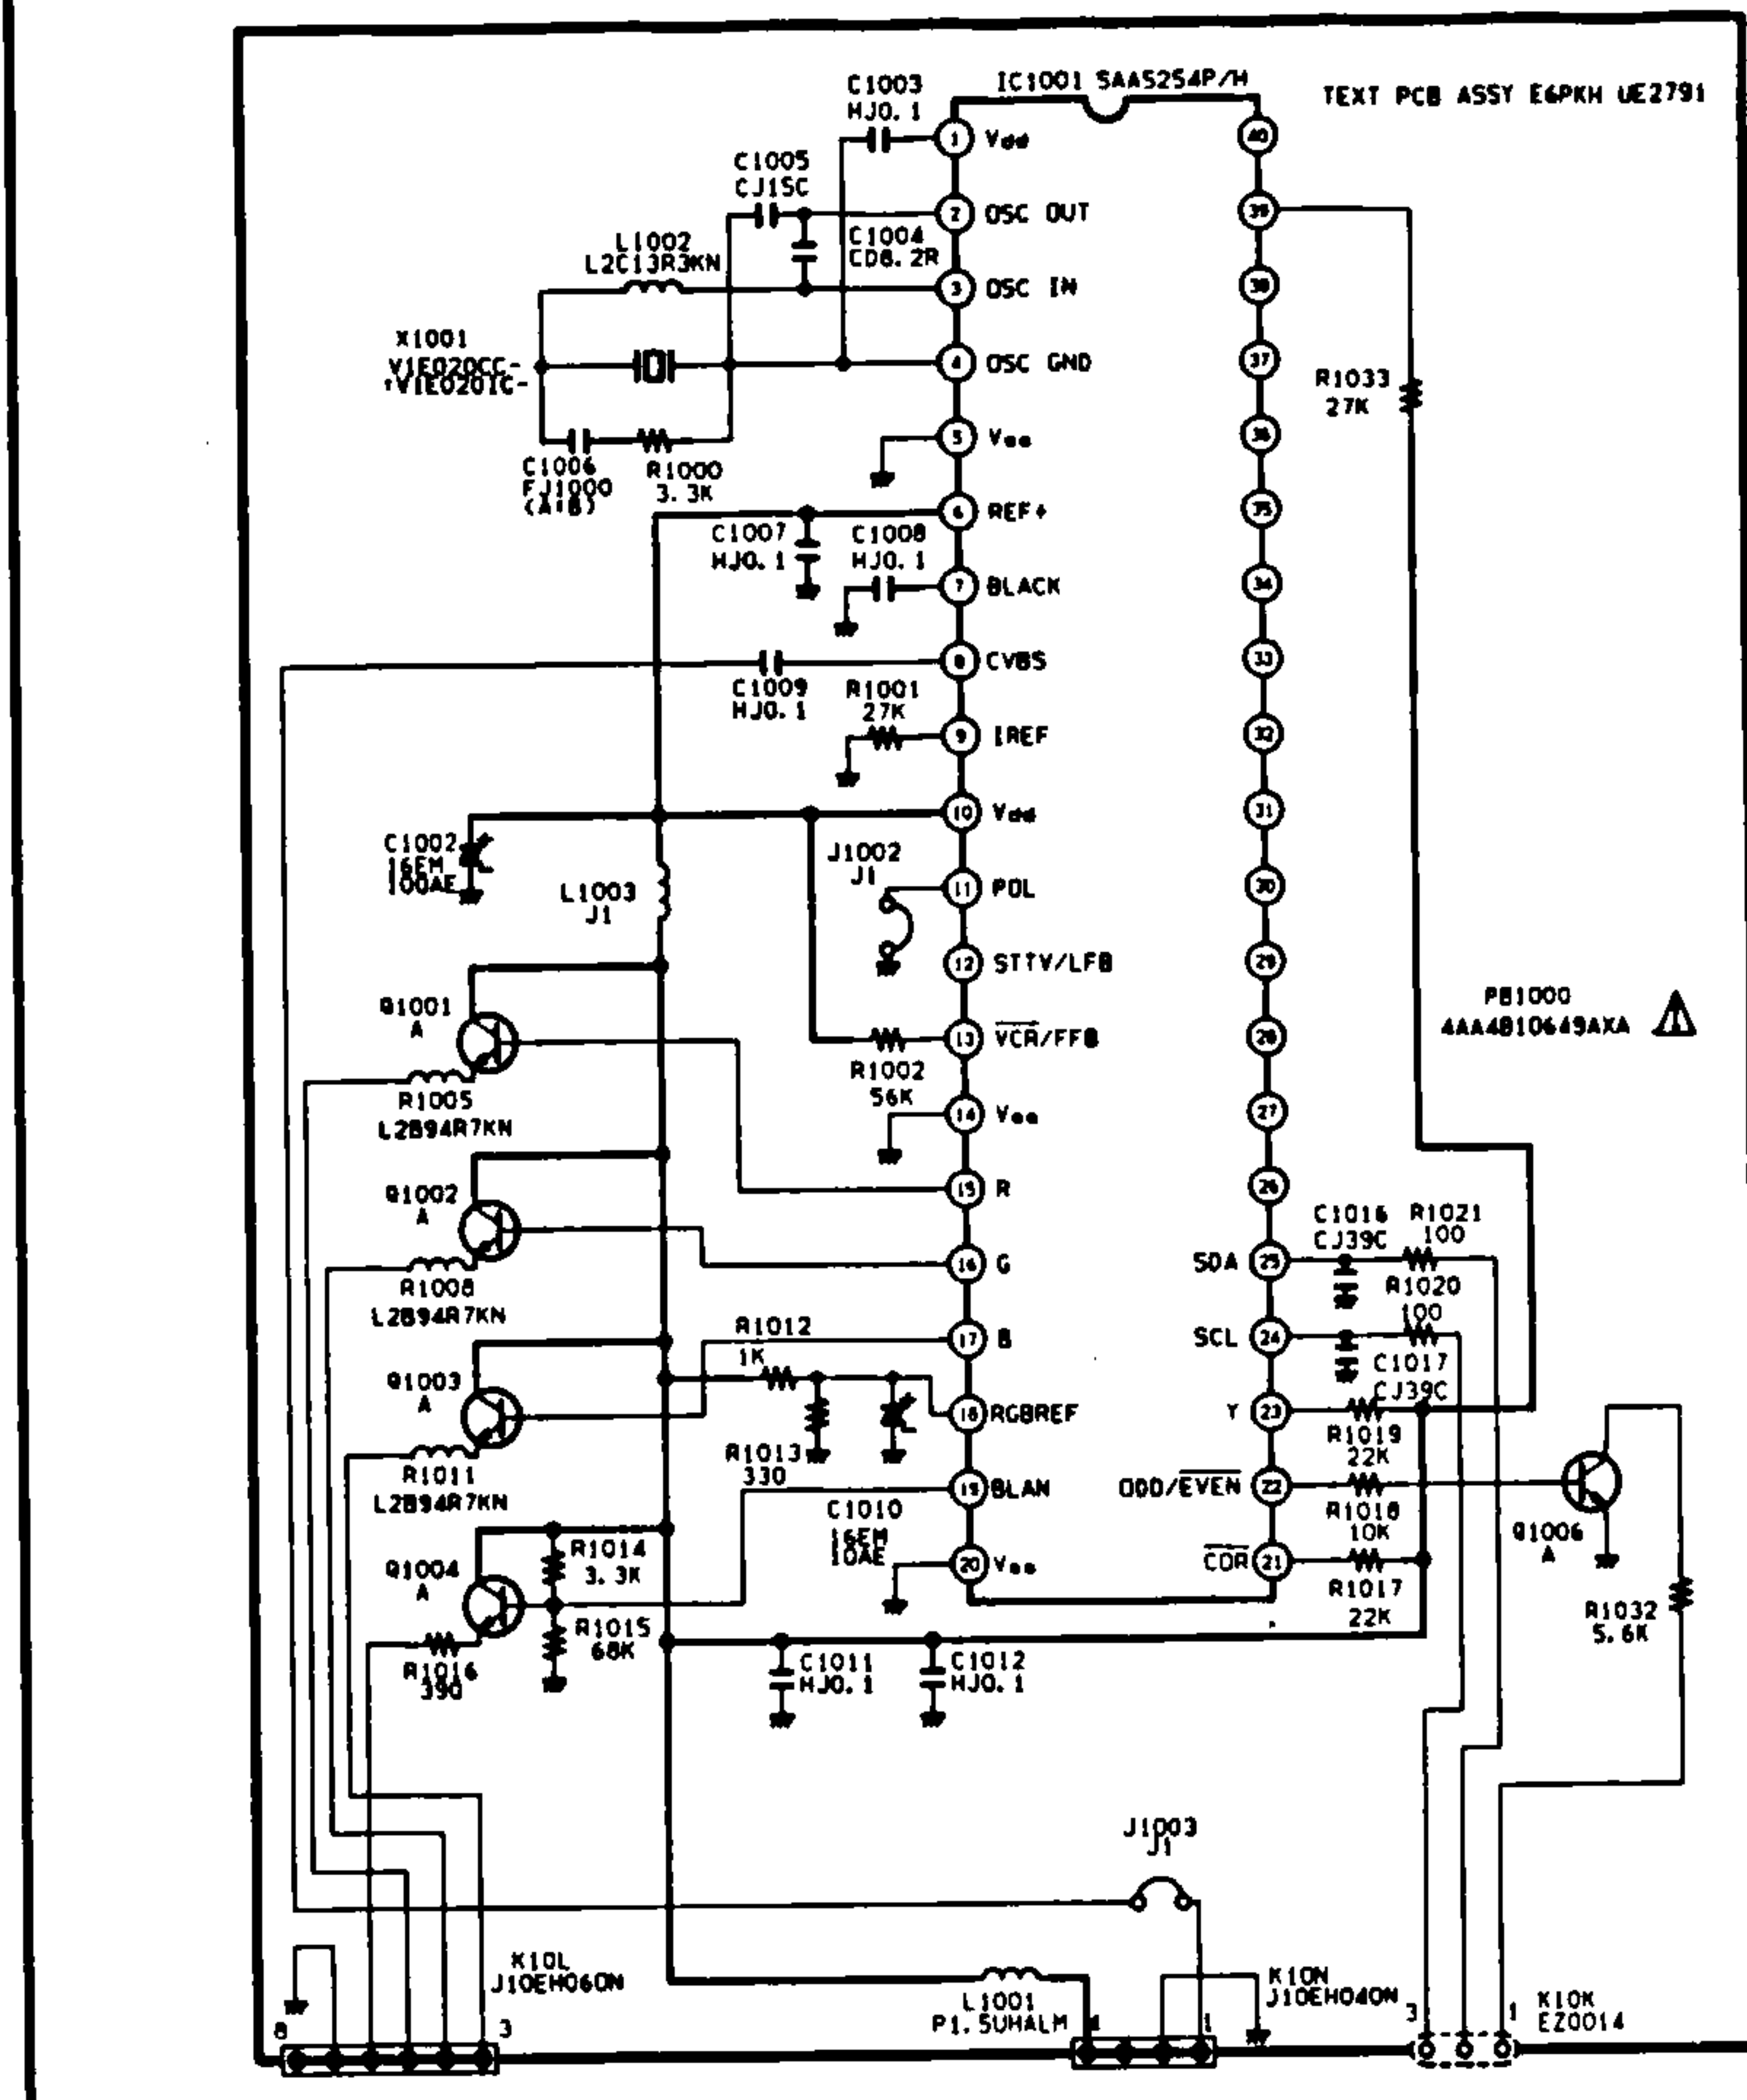 IC1001 SAA5254P/H
TEXT PCB ASSY E6PKH UE2791
C1003
HJ0.1
C1005
CJ15C
C1004
CD8.2R
L1002
L2C13R3KN
X1001
V1E020CC-
C1006
FJ1000
R1000
3.3K
C1007
HJ0.1
C1008
HJ0.1
C1009
HJ0.1
R1001
27K
C1002
16EM
100AE
L1003
J1
J1002
J1
R1002
56K
1 Vdd
2 OSC OUT
3 OSC IN
4 OSC GND
5 Vss
6 REF+
7 BLACK
8 CVBS
9 IREF
10 Vdd
11 POL
12 STTV/LFB
13 VCR/FFB
14 Vss
15 R
16 G
17 B
18 RGBREF
19 BLAN
20 Vss
40
39
38
37
36
35
34
33
32
31
30
29
28
27
26
SDA 25
SCL 24
Y 23
ODD/EVEN 22
COR 21
R1033
27K
PB1000
4AA4B10649AXA
Q1001
A
R1005
L2B94R7KN
Q1002
A
R1008
L2B94R7KN
Q1003
A
R1011
L2B94R7KN
Q1004
A
R1012
1K
R1013
330
C1010
16EM
10AE
R1014
3.3K
R1015
68K
R1016
390
C1011
HJ0.1
C1012
HJ0.1
C1016
CJ39C
R1021
100
R1020
100
C1017
CJ39C
R1019
22K
R1018
10K
R1017
22K
Q1006
A
R1032
5.6K
J1003
J1
K10L
J10EH060N
8
3
L1001
P1.5UHALM
K10N
J10EH040N
1
3
1
K10K
EZ0014